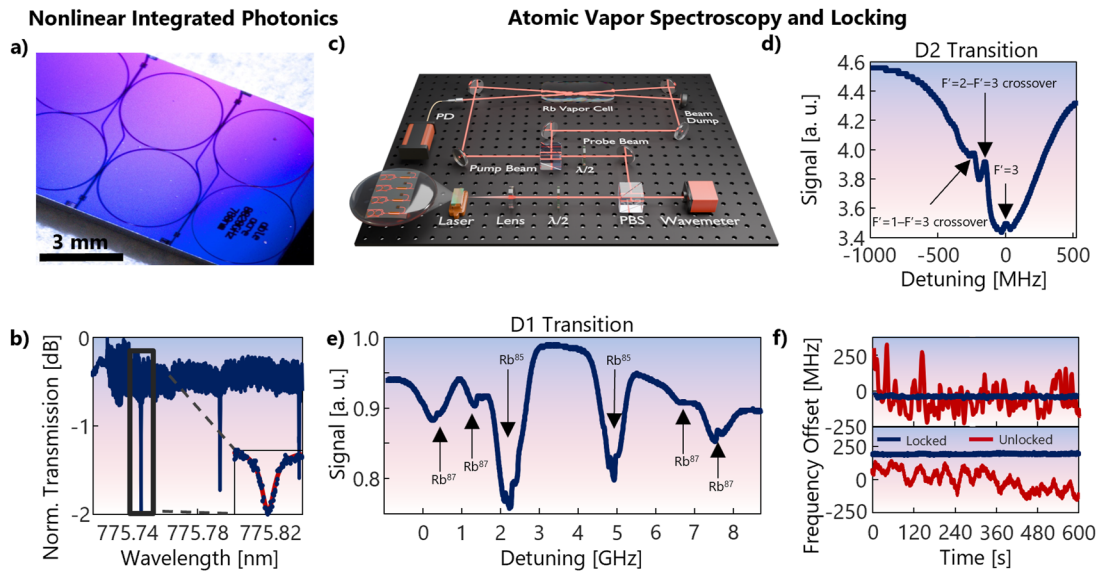 Nonlinear Integrated Photonics
Atomic Vapor Spectroscopy and Locking
a)
3 mm
c)
PD
Rb Vapor Cell
Beam
Dump
Probe Beam
Pump Beam
λ/2
Laser
Lens
λ/2
PBS
Wavemeter
d)
D2 Transition
Signal [a. u.]
4.6
4.4
4.2
4.0
3.8
3.6
3.4
F'=2–F'=3 crossover
F'=3
F'=1–F'=3 crossover
-1000
-500
0
500
Detuning [MHz]
b)
Norm. Transmission [dB]
0
-1
-2
775.74
775.78
775.82
Wavelength [nm]
e)
D1 Transition
Signal [a. u.]
1.0
0.9
0.8
Rb85
Rb85
Rb87
Rb87
Rb87
Rb87
0
1
2
3
4
5
6
7
8
Detuning [GHz]
f)
Frequency Offset [MHz]
250
0
-250
250
0
-250
Locked
Unlocked
0
120
240
360
480
600
Time [s]